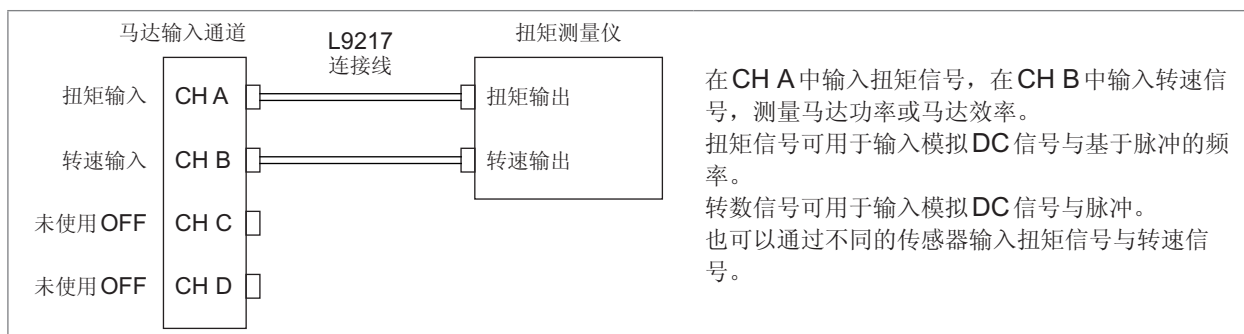 马达输入通道
L9217
连接线
扭矩测量仪
扭矩输入 CH A 扭矩输出
转速输入 CH B 转速输出
未使用OFF CH C
未使用OFF CH D
在CH A中输入扭矩信号，在CH B中输入转速信
号，测量马达功率或马达效率。
扭矩信号可用于输入模拟DC信号与基于脉冲的频
率。
转数信号可用于输入模拟DC信号与脉冲。
也可以通过不同的传感器输入扭矩信号与转速信
号。